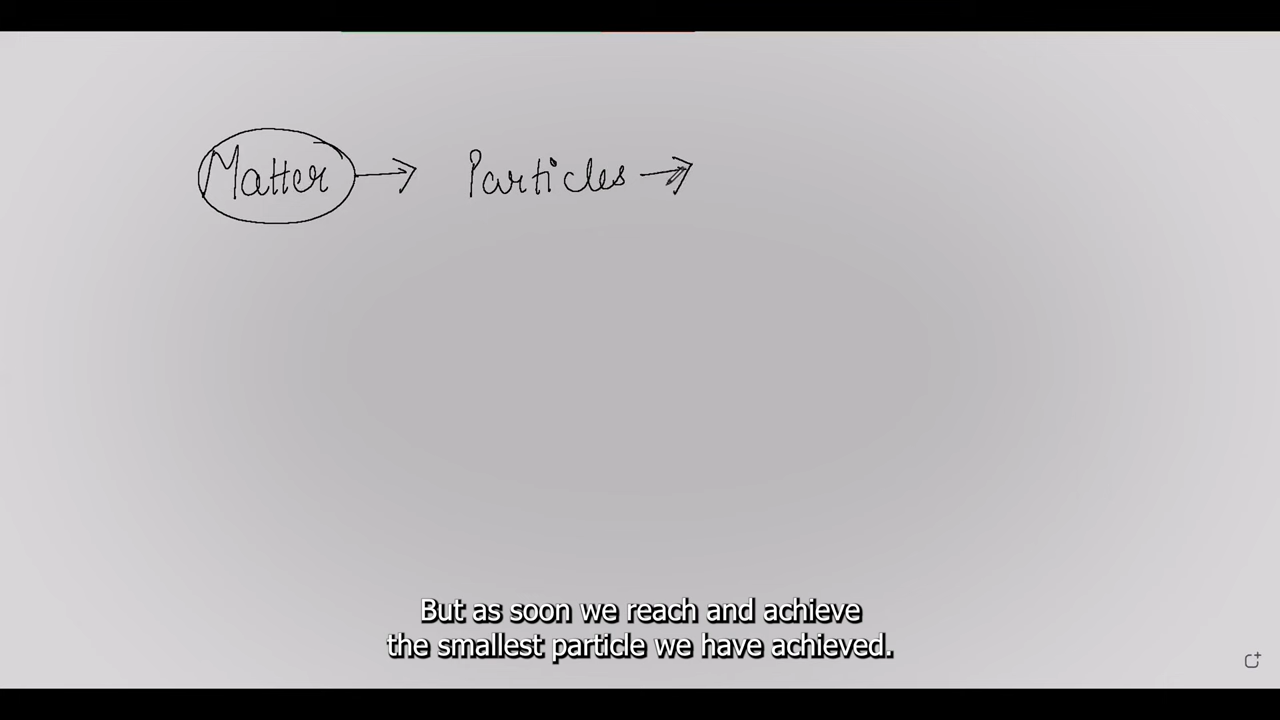 Matter → Particles →
But as soon we reach and achieve
the smallest particle we have achieved.